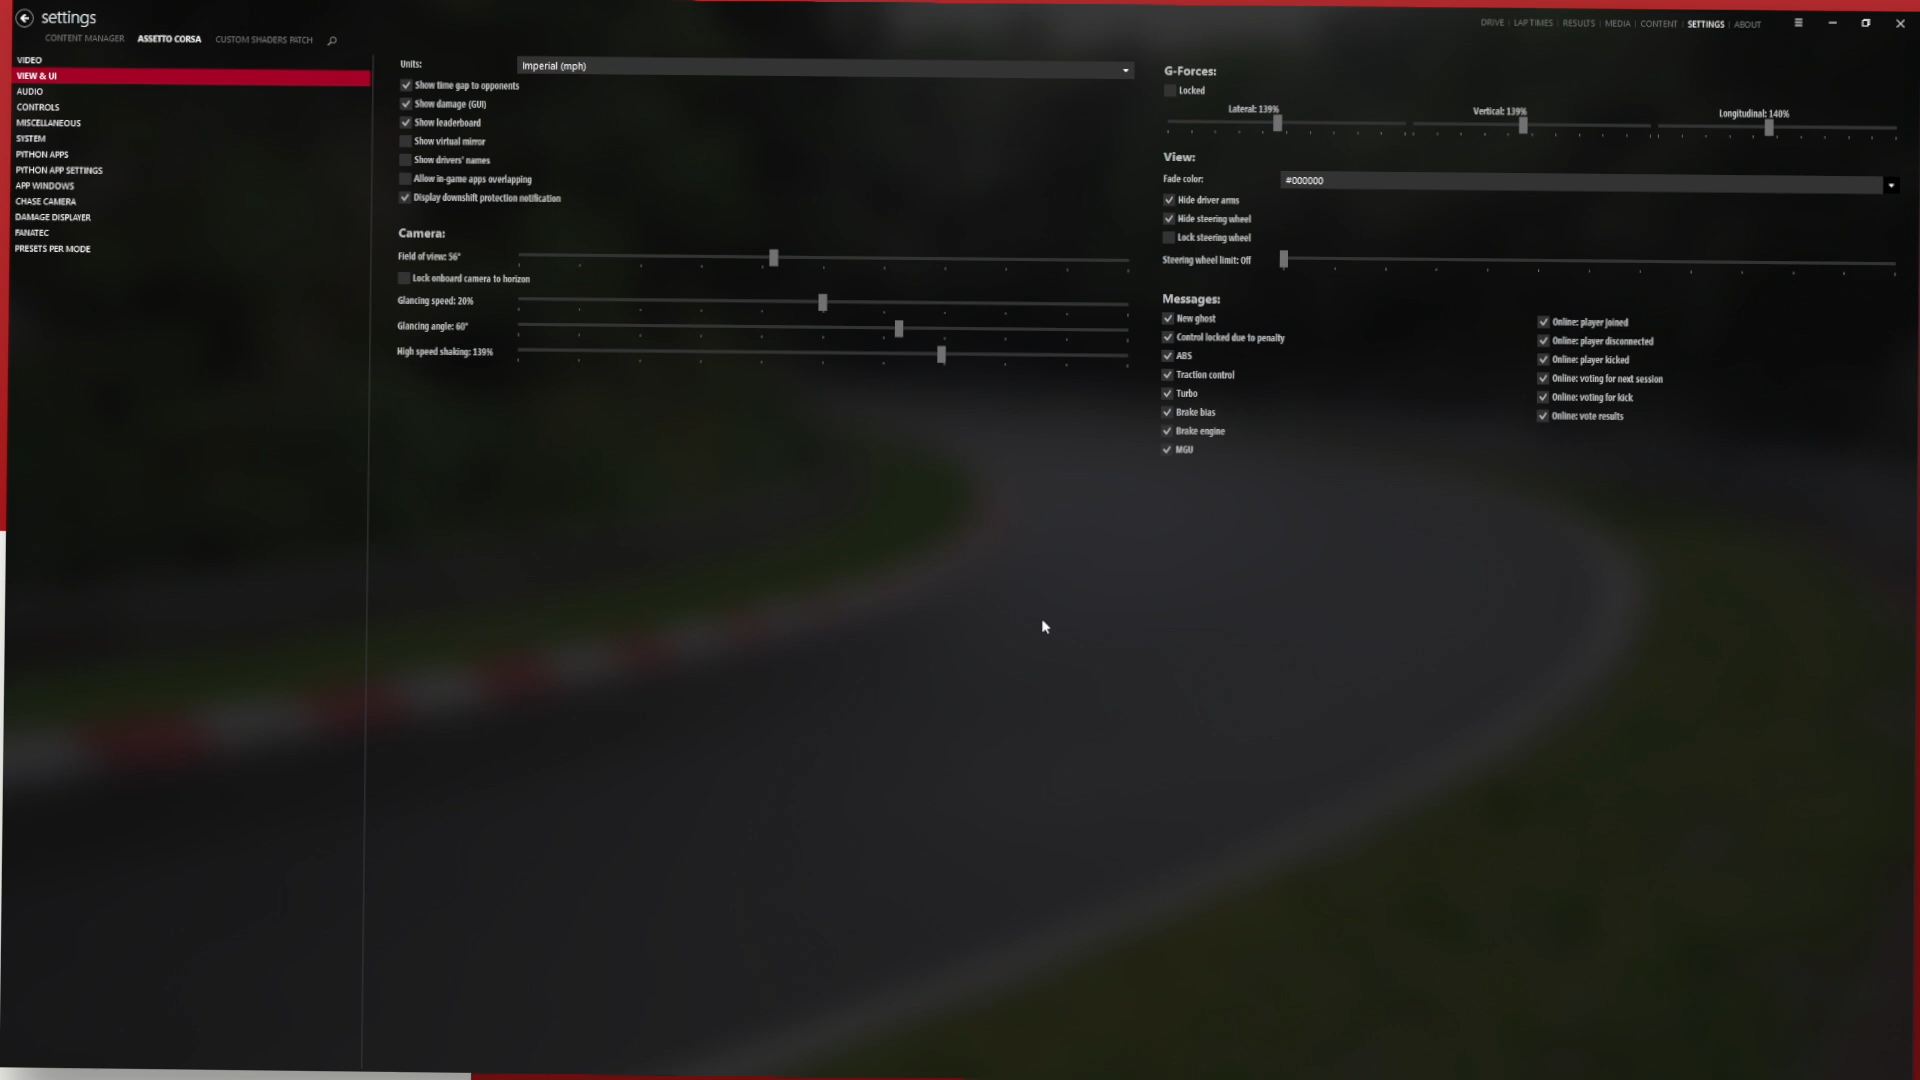 settings
DRIVE | LAP TIMES | RESULTS | MEDIA | CONTENT | SETTINGS | ABOUT
CONTENT MANAGER ASSETTO CORSA CUSTOM SHADERS PATCH
VIDEO
VIEW & UI
AUDIO
CONTROLS
MISCELLANEOUS
SYSTEM
PYTHON APPS
PYTHON APP SETTINGS
APP WINDOWS
CHASE CAMERA
DAMAGE DISPLAYER
FANATEC
PRESETS PER MODE
Units: Imperial (mph)
Show time gap to opponents
Show damage (GUI)
Show leaderboard
Show virtual mirror
Show drivers' names
Allow in-game apps overlapping
Display downshift protection notification
Camera:
Field of view: 56°
Lock onboard camera to horizon
Glancing speed: 20%
Glancing angle: 60°
High speed shaking: 139%
G-Forces:
Locked
Lateral: 139% Vertical: 139% Longitudinal: 140%
View:
Fade color: #000000
Hide driver arms
Hide steering wheel
Lock steering wheel
Steering wheel limit: Off
Messages:
New ghost
Control locked due to penalty
ABS
Traction control
Turbo
Brake bias
Brake engine
MGU
Online: player joined
Online: player disconnected
Online: player kicked
Online: voting for next session
Online: voting for kick
Online: vote results